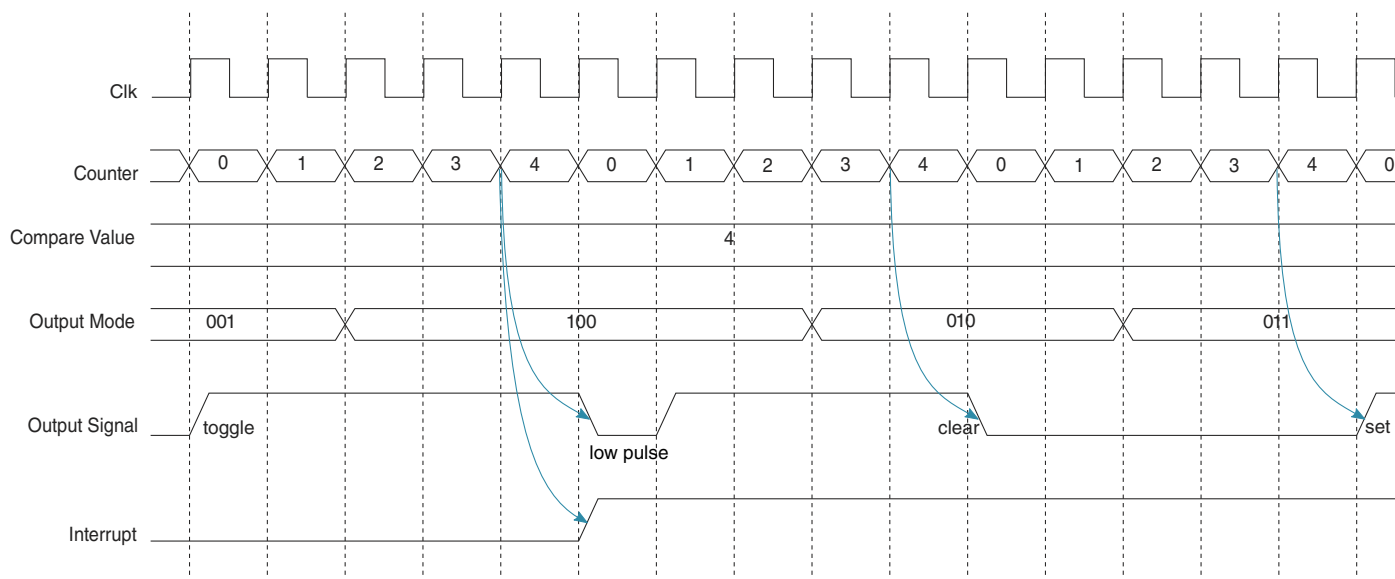 Clk
Counter 0 1 2 3 4 0 1 2 3 4 0 1 2 3 4 0
Compare Value 4
Output Mode 001 100 010 011
Output Signal toggle low pulse clear set
Interrupt